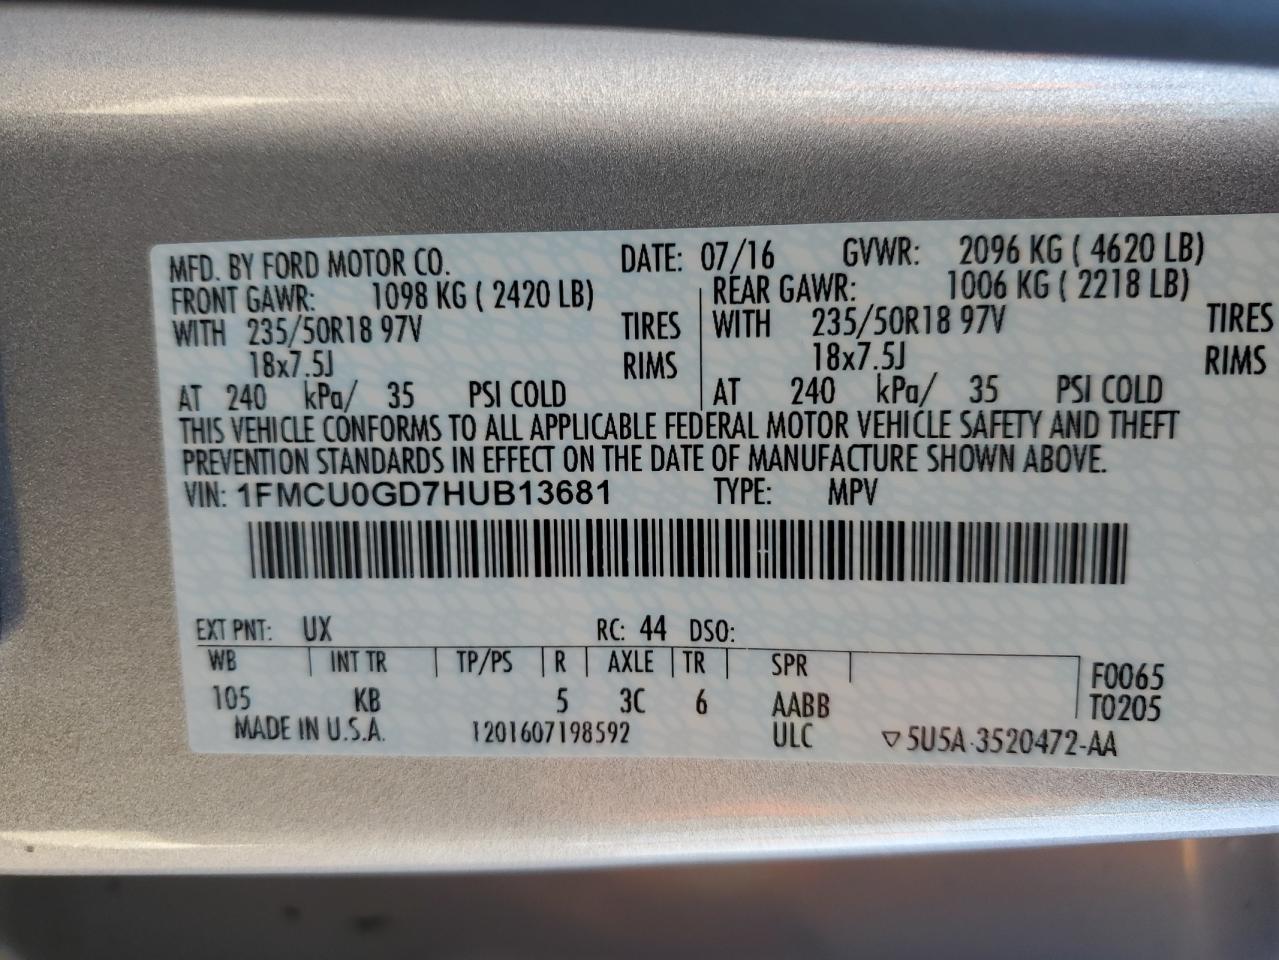 MFD. BY FORD MOTOR CO. DATE: 07/16 GVWR: 2096 KG ( 4620 LB)
FRONT GAWR: 1098 KG ( 2420 LB) REAR GAWR: 1006 KG ( 2218 LB)
WITH 235/50R18 97V TIRES WITH 235/50R18 97V TIRES
18x7.5J RIMS 18x7.5J RIMS
AT 240 kPa/ 35 PSI COLD AT 240 kPa/ 35 PSI COLD
THIS VEHICLE CONFORMS TO ALL APPLICABLE FEDERAL MOTOR VEHICLE SAFETY AND THEFT
PREVENTION STANDARDS IN EFFECT ON THE DATE OF MANUFACTURE SHOWN ABOVE.
VIN: 1FMCU0GD7HUB13681 TYPE: MPV
EXT PNT: UX RC: 44 DSO:
WB INT TR TP/PS R AXLE TR SPR F0065
105 KB 5 3C 6 AABB T0205
MADE IN U.S.A. 1201607198592 ULC ▽5U5A-3520472-AA